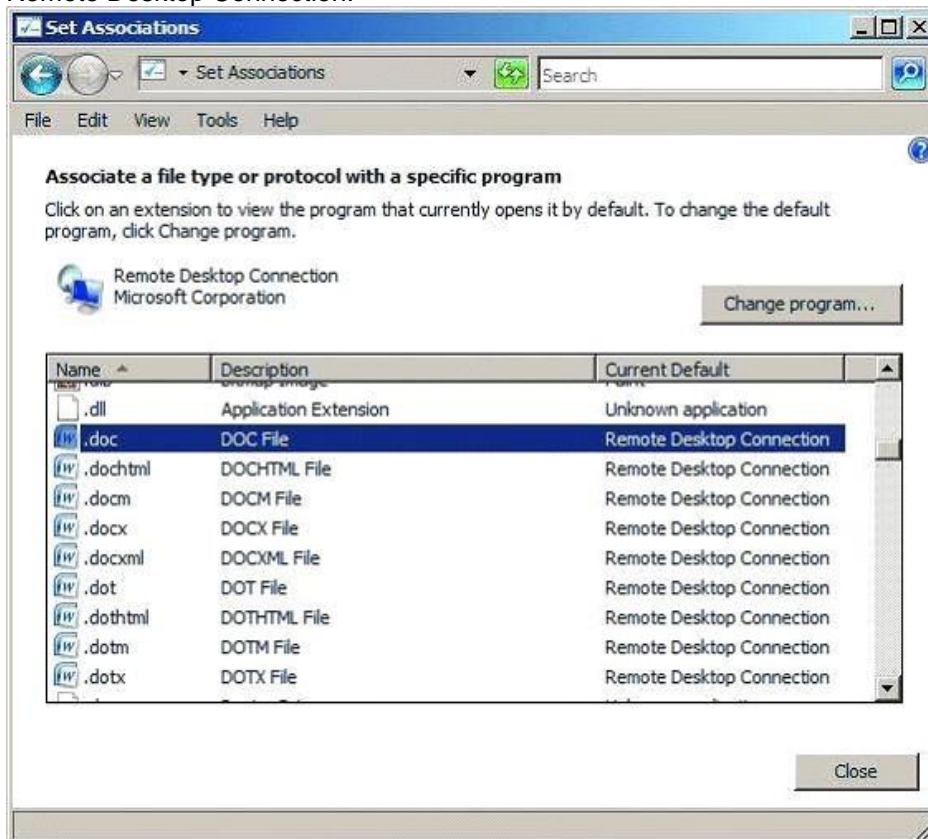 Remote Desktop Connection.
Set Associations
Set Associations
Search
File Edit View Tools Help
Associate a file type or protocol with a specific program
Click on an extension to view the program that currently opens it by default. To change the default
program, click Change program.
Remote Desktop Connection
Microsoft Corporation
Change program...
Name Description Current Default
Bitmap Image Paint
.dll Application Extension Unknown application
.doc DOC File Remote Desktop Connection
.dochtml DOCHTML File Remote Desktop Connection
.docm DOCM File Remote Desktop Connection
.docx DOCX File Remote Desktop Connection
.docxml DOCXML File Remote Desktop Connection
.dot DOT File Remote Desktop Connection
.dothtml DOTHTML File Remote Desktop Connection
.dotm DOTM File Remote Desktop Connection
.dotx DOTX File Remote Desktop Connection
Close